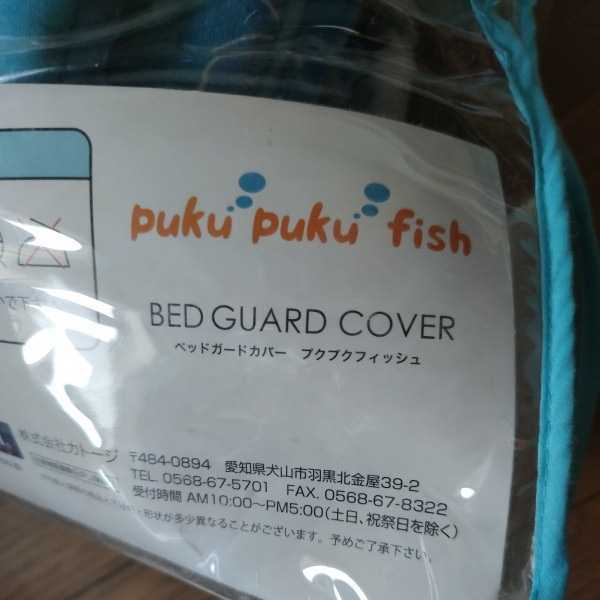 puku puku fish
BED GUARD COVER
ベッドガードカバー プクプクフィッシュ
株式会社カトージ 〒484-0894 愛知県犬山市羽黒北金屋39-2
TEL. 0568-67-5701 FAX. 0568-67-8322
受付時間 AM10:00〜PM5:00(土日、祝祭日を除く)
形状が多少異なることがございます。予めご了承下さい。